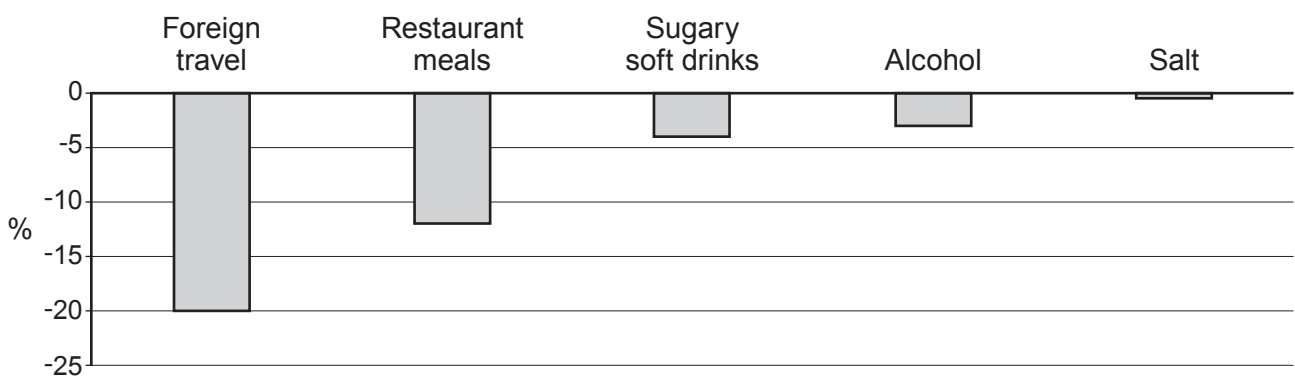 Foreign
travel
Restaurant
meals
Sugary
soft drinks
Alcohol
Salt
0
-5
-10
-15
-20
-25
%